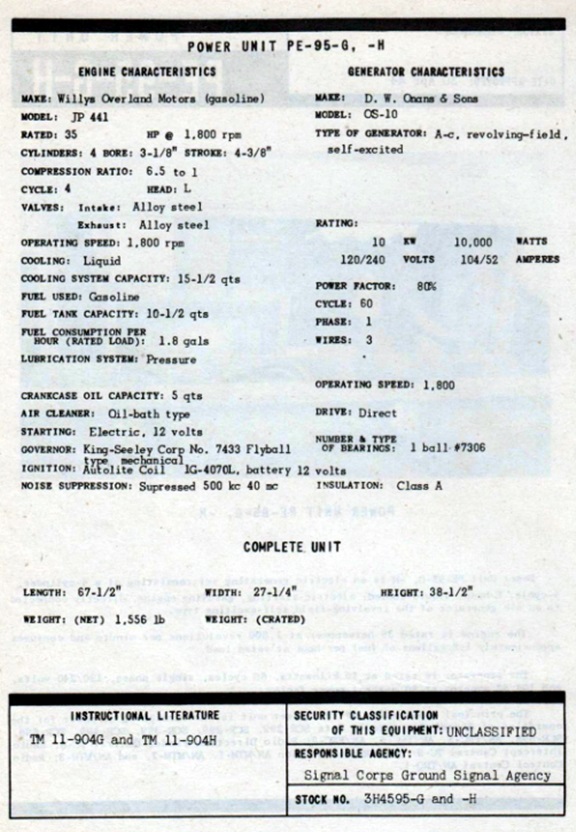 POWER UNIT PE-95-G, -H
ENGINE CHARACTERISTICS
MAKE: Willys Overland Motors (gasoline)
MODEL: JP 441
RATED: 35 HP @ 1,800 rpm
CYLINDERS: 4 BORE: 3-1/8" STROKE: 4-3/8"
COMPRESSION RATIO: 6.5 to 1
CYCLE: 4 HEAD: L
VALVES: Intake: Alloy steel
Exhaust: Alloy steel
OPERATING SPEED: 1,800 rpm
COOLING: Liquid
COOLING SYSTEM CAPACITY: 15-1/2 qts
FUEL USED: Gasoline
FUEL TANK CAPACITY: 10-1/2 qts
FUEL CONSUMPTION PER
HOUR (RATED LOAD): 1.8 gals
LUBRICATION SYSTEM: Pressure
CRANKCASE OIL CAPACITY: 5 qts
AIR CLEANER: Oil-bath type
STARTING: Electric, 12 volts
GOVERNOR: King-Seeley Corp No. 7433 Flyball
type mechanical
IGNITION: Autolite Coil IG-4070L, battery 12 volts
NOISE SUPPRESSION: Supressed 500 kc 40 mc
GENERATOR CHARACTERISTICS
MAKE: D. W. Onans & Sons
MODEL: OS-10
TYPE OF GENERATOR: A-c, revolving-field,
self-excited
RATING:
10 KW 10,000 WATTS
120/240 VOLTS 104/52 AMPERES
POWER FACTOR: 80%
CYCLE: 60
PHASE: 1
WIRES: 3
OPERATING SPEED: 1,800
DRIVE: Direct
NUMBER & TYPE
OF BEARINGS: 1 ball #7306
INSULATION: Class A
COMPLETE UNIT
LENGTH: 67-1/2" WIDTH: 27-1/4" HEIGHT: 38-1/2"
WEIGHT: (NET) 1,556 lb WEIGHT: (CRATED)
INSTRUCTIONAL LITERATURE
TM 11-904G and TM 11-904H
SECURITY CLASSIFICATION
OF THIS EQUIPMENT: UNCLASSIFIED
RESPONSIBLE AGENCY:
Signal Corps Ground Signal Agency
STOCK NO. 3H4595-G and -H